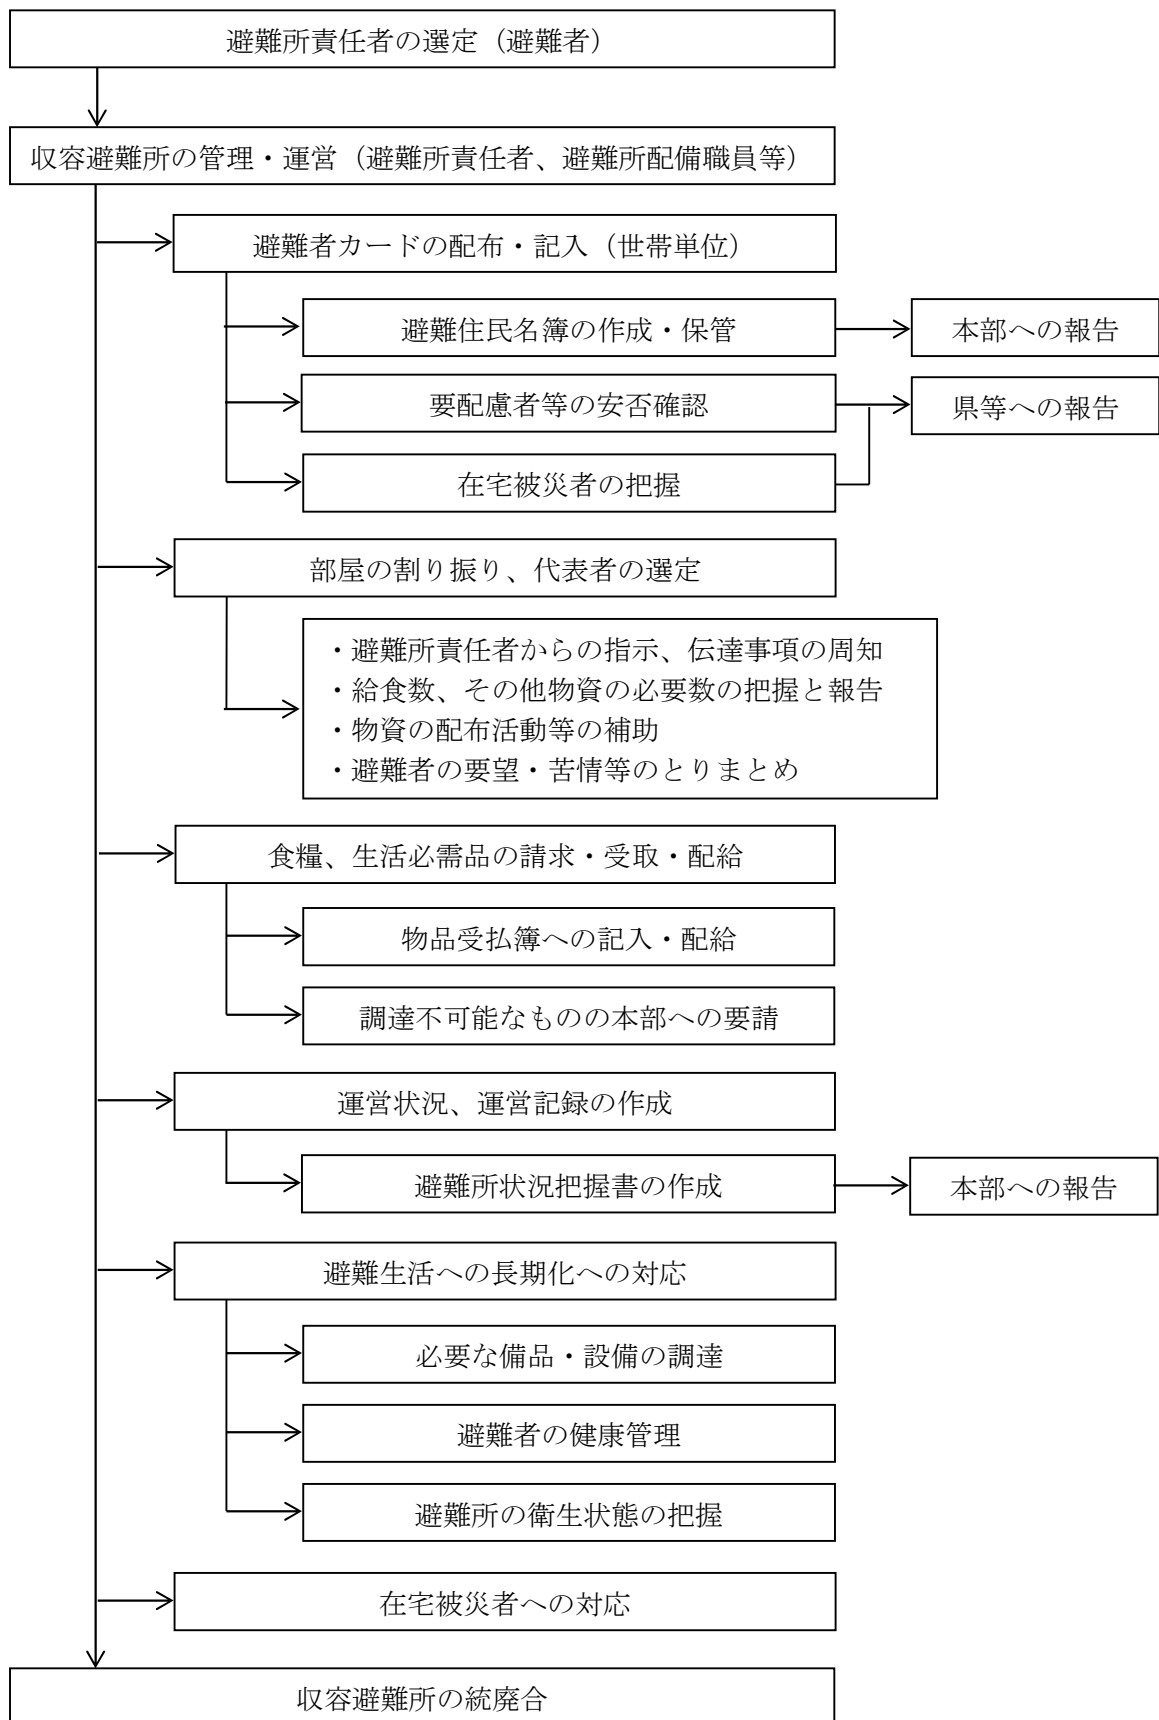 避難所責任者の選定（避難者）
収容避難所の管理・運営（避難所責任者、避難所配備職員等）
避難者カードの配布・記入（世帯単位）
避難住民名簿の作成・保管
本部への報告
要配慮者等の安否確認
県等への報告
在宅被災者の把握
部屋の割り振り、代表者の選定
・避難所責任者からの指示、伝達事項の周知
・給食数、その他物資の必要数の把握と報告
・物資の配布活動等の補助
・避難者の要望・苦情等のとりまとめ
食糧、生活必需品の請求・受取・配給
物品受払簿への記入・配給
調達不可能なものの本部への要請
運営状況、運営記録の作成
避難所状況把握書の作成
本部への報告
避難生活への長期化への対応
必要な備品・設備の調達
避難者の健康管理
避難所の衛生状態の把握
在宅被災者への対応
収容避難所の統廃合